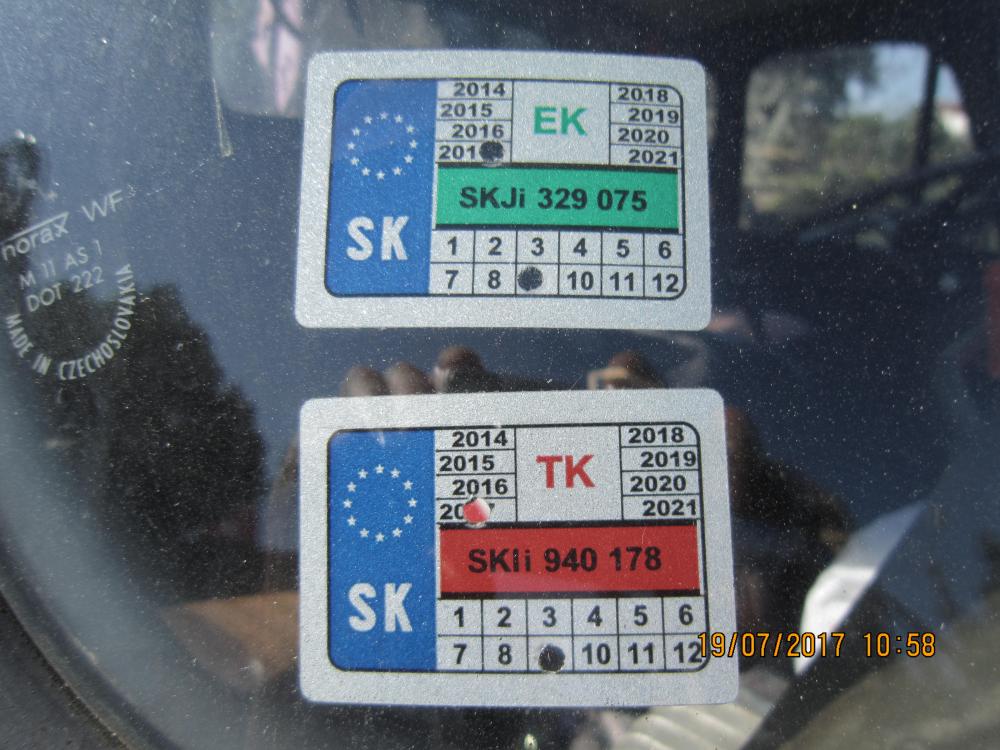 norax WF
M 11 AS 1
DOT 222
MADE IN CZECHOSLOVAKIA
2014 2018
2015 EK 2019
2016 2020
201 2021
SKJi 329 075
SK
1 2 3 4 5 6
7 8 10 11 12
2014 2018
2015 TK 2019
2016 2020
20 7 2021
SKIi 940 178
SK
1 2 3 4 5 6
7 8 10 11 12
19/07/2017 10:58